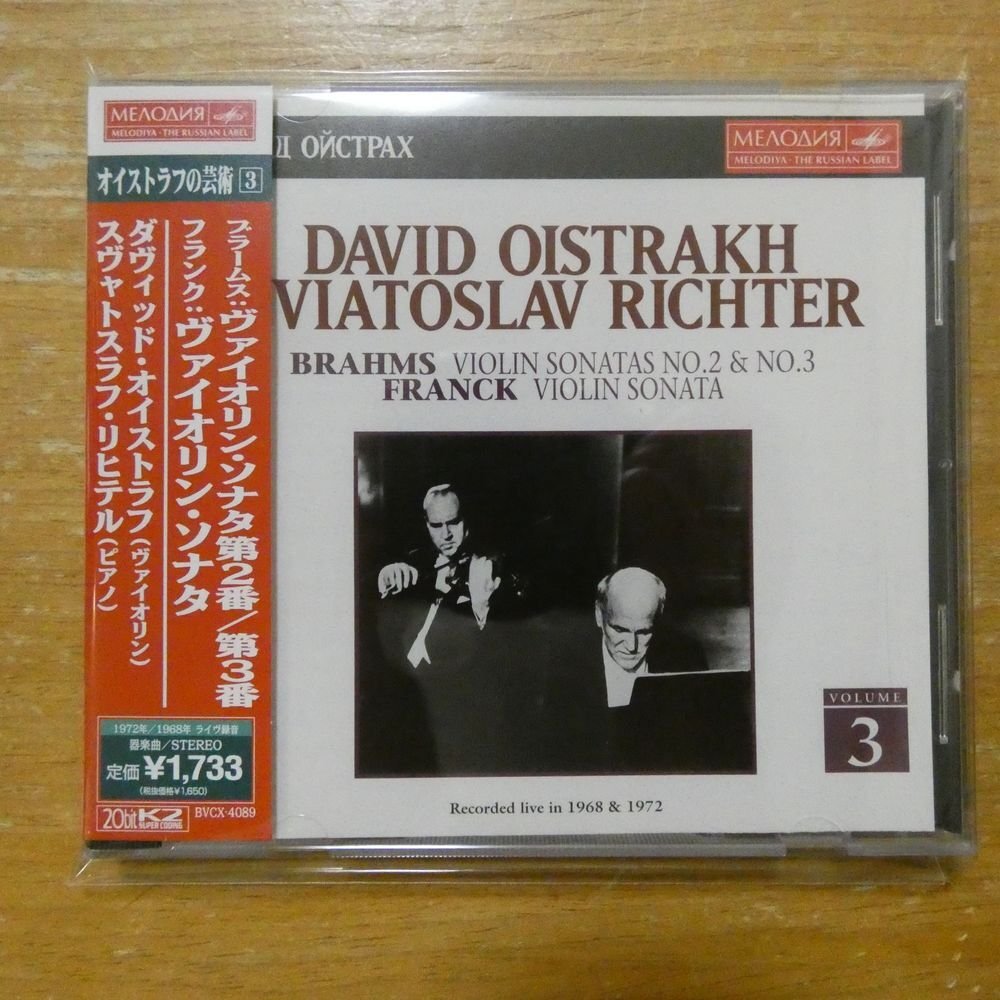 МЕЛОДИЯ
MELODIYA · THE RUSSIAN LABEL
オイストラフの芸術 3
ブラームス:ヴァイオリン・ソナタ第2番/第3番
フランク:ヴァイオリン・ソナタ
ダヴィッド・オイストラフ(ヴァイオリン)
スヴャトスラフ・リヒテル(ピアノ)
1972年/1968年 ライヴ録音
器楽曲/STEREO
定価 ¥1,733
(税抜価格¥1,650)
20bit K2
SUPER CODING
BVCX-4089
Д ОЙСТРАХ
МЕЛОДИЯ
MELODIYA · THE RUSSIAN LABEL
DAVID OISTRAKH
VIATOSLAV RICHTER
BRAHMS VIOLIN SONATAS NO.2 & NO.3
FRANCK VIOLIN SONATA
VOLUME
3
Recorded live in 1968 & 1972